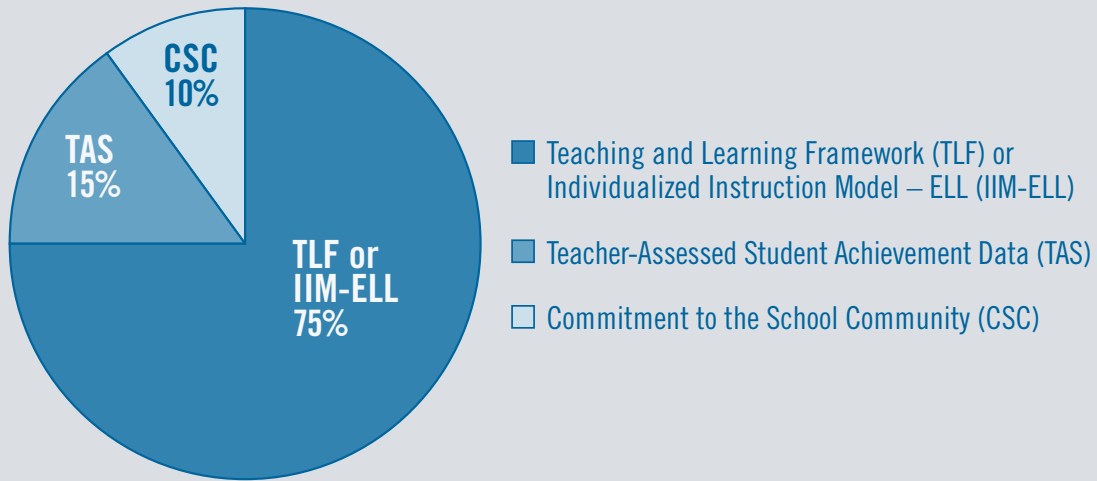 CSC
10%
TAS
15%
TLF or
IIM-ELL
75%
Teaching and Learning Framework (TLF) or
Individualized Instruction Model – ELL (IIM-ELL)
Teacher-Assessed Student Achievement Data (TAS)
Commitment to the School Community (CSC)